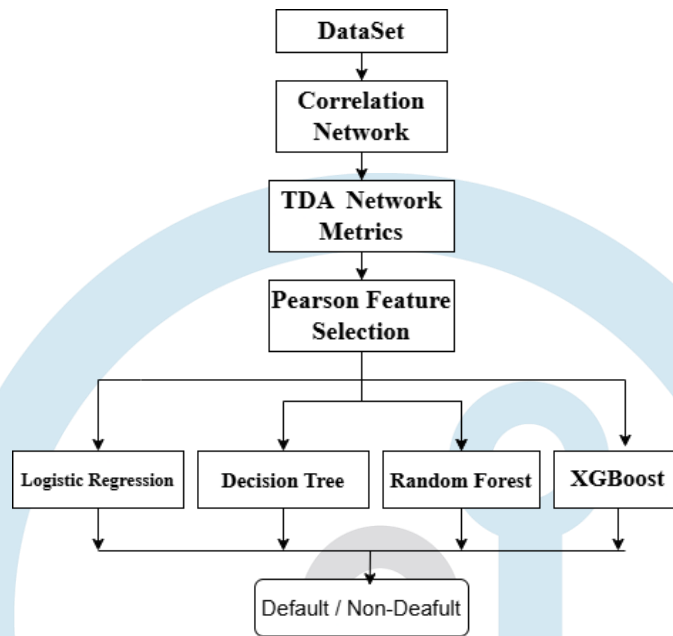 DataSet
Correlation
Network
TDA Network
Metrics
Pearson Feature
Selection
Logistic Regression
Decision Tree
Random Forest
XGBoost
Default / Non-Deafult